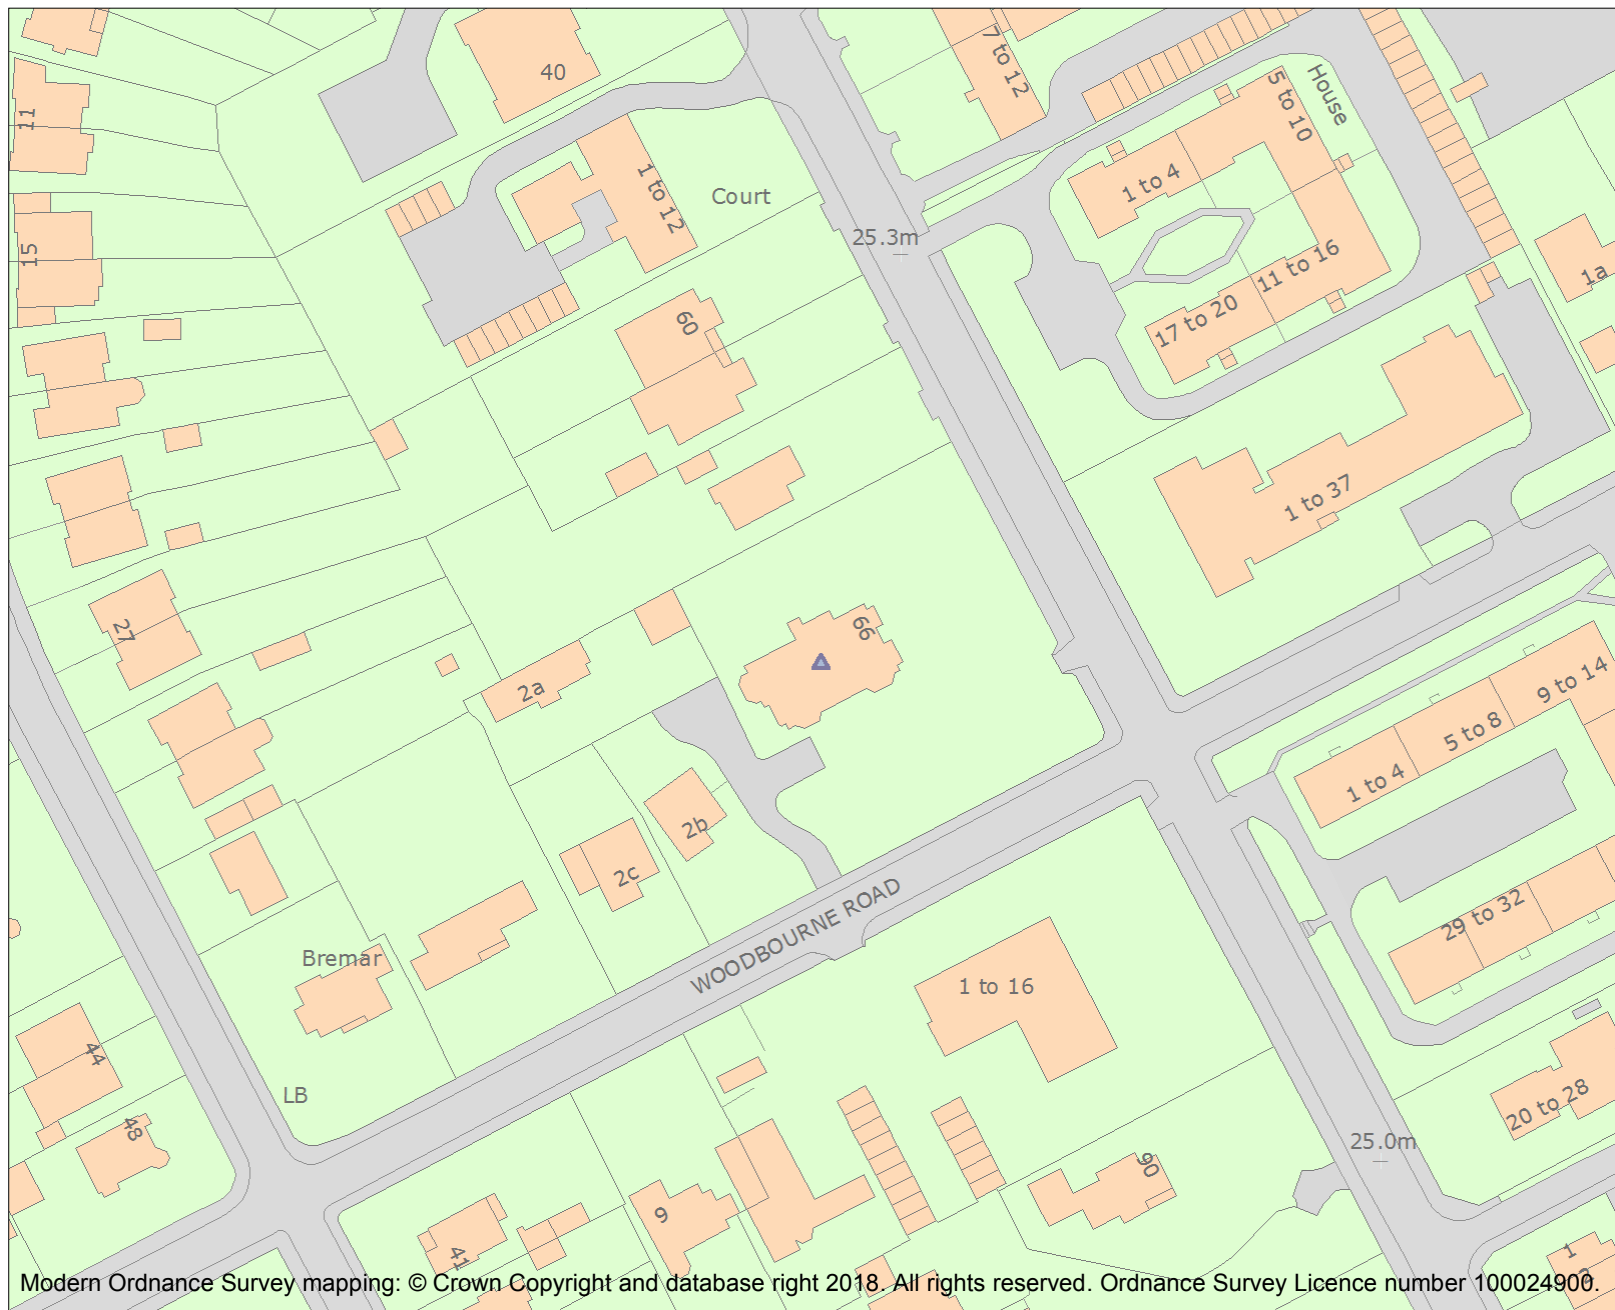 40
7 to 12
House
5 to 10
11
1 to 12
1 to 4
Court
15
25.3m
11 to 16
1a
17 to 20
60
1 to 37
27
66
2a
9 to 14
5 to 8
1 to 4
2b
2c
WOODBOURNE ROAD
29 to 32
Bremar
1 to 16
44
LB
48
20 to 28
25.0m
90
9
41
1
Modern Ordnance Survey mapping: © Crown Copyright and database right 2018. All rights reserved. Ordnance Survey Licence number 100024900.